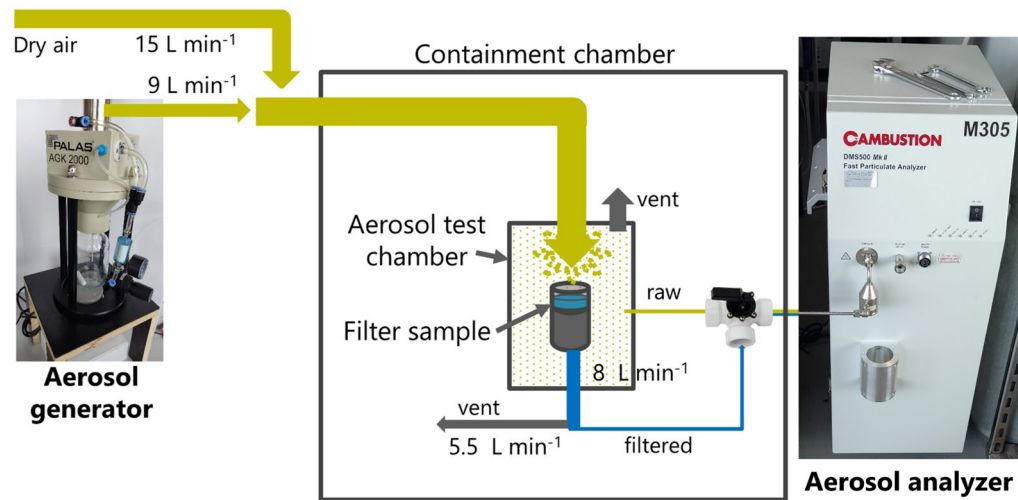 Dry air
15 L min⁻¹
9 L min⁻¹
Containment chamber
PALAS
AGK 2000
CAMBUSTION
M305
DMS500 Mk II
Fast Particulate Analyzer
vent
Aerosol test
chamber
raw
Filter sample
8 L min⁻¹
Aerosol
generator
vent
5.5 L min⁻¹
filtered
Aerosol analyzer